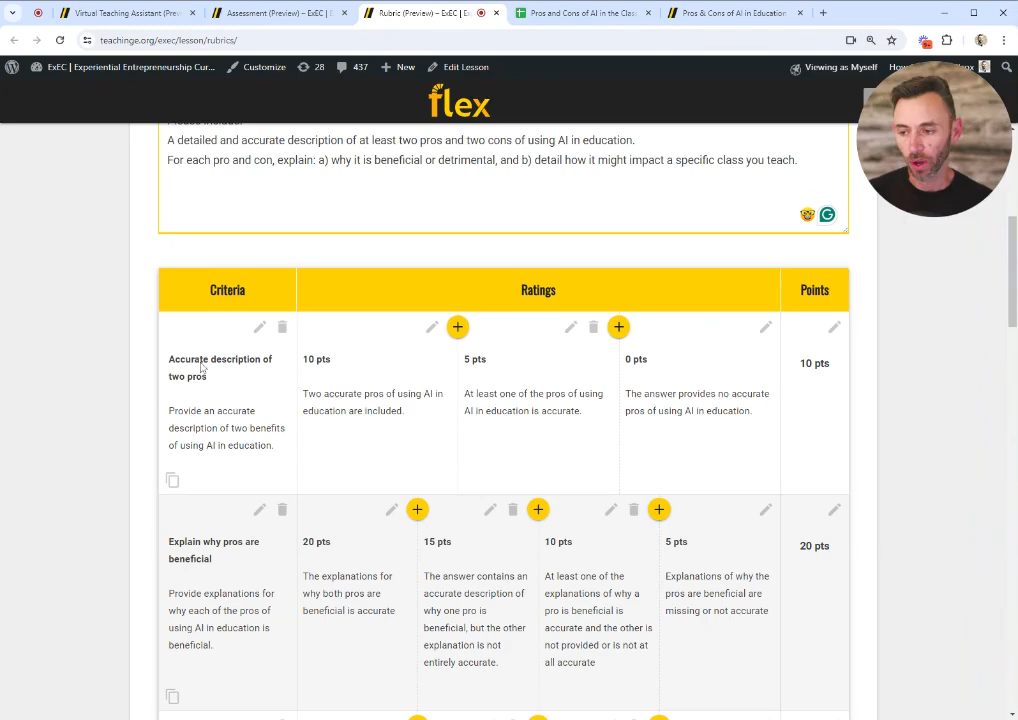 Virtual Teaching Assistant (Prev
Assessment (Preview) – ExEC | E
Rubric (Preview) – ExEC | Ex
Pros and Cons of AI in the Clas
Pros & Cons of AI in Education
teachinge.org/exec/lesson/rubrics/
ExEC | Experiential Entrepreneurship Cur...
Customize
28
437
New
Edit Lesson
Viewing as Myself
flex
A detailed and accurate description of at least two pros and two cons of using AI in education.
For each pro and con, explain: a) why it is beneficial or detrimental, and b) detail how it might impact a specific class you teach.
Criteria
Ratings
Points
Accurate description of
two pros
Provide an accurate
description of two benefits
of using AI in education.
10 pts
Two accurate pros of using AI in
education are included.
5 pts
At least one of the pros of using
AI in education is accurate.
0 pts
The answer provides no accurate
pros of using AI in education.
10 pts
Explain why pros are
beneficial
Provide explanations for
why each of the pros of
using AI in education is
beneficial.
20 pts
The explanations for
why both pros are
beneficial is accurate
15 pts
The answer contains an
accurate description of
why one pro is
beneficial, but the other
explanation is not
entirely accurate.
10 pts
At least one of the
explanations of why a
pro is beneficial is
accurate and the other is
not provided or is not at
all accurate
5 pts
Explanations of why the
pros are beneficial are
missing or not accurate
20 pts